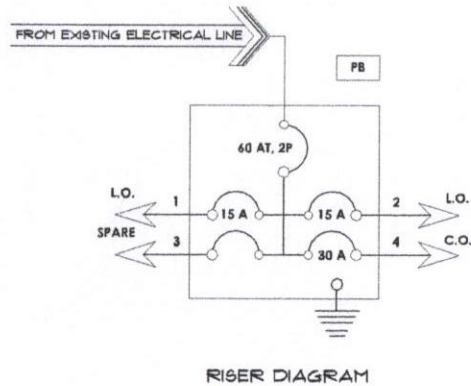 FROM EXISTING ELECTRICAL LINE
PB
60 AT, 2P
L.O. 1 15 A 15 A 2 L.O.
SPARE 3 30 A 4 C.O.
RISER DIAGRAM